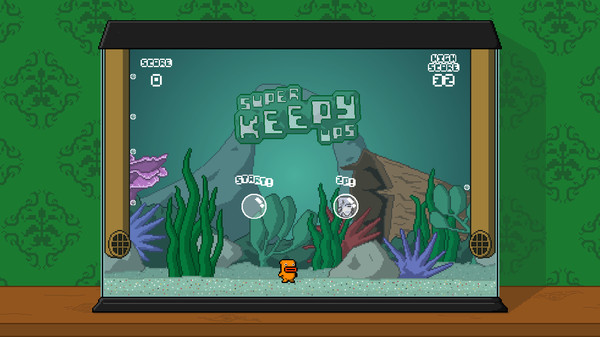 SCORE
0
HIGH
SCORE
32
SUPER
KEEPY
UPS
START!
2P!